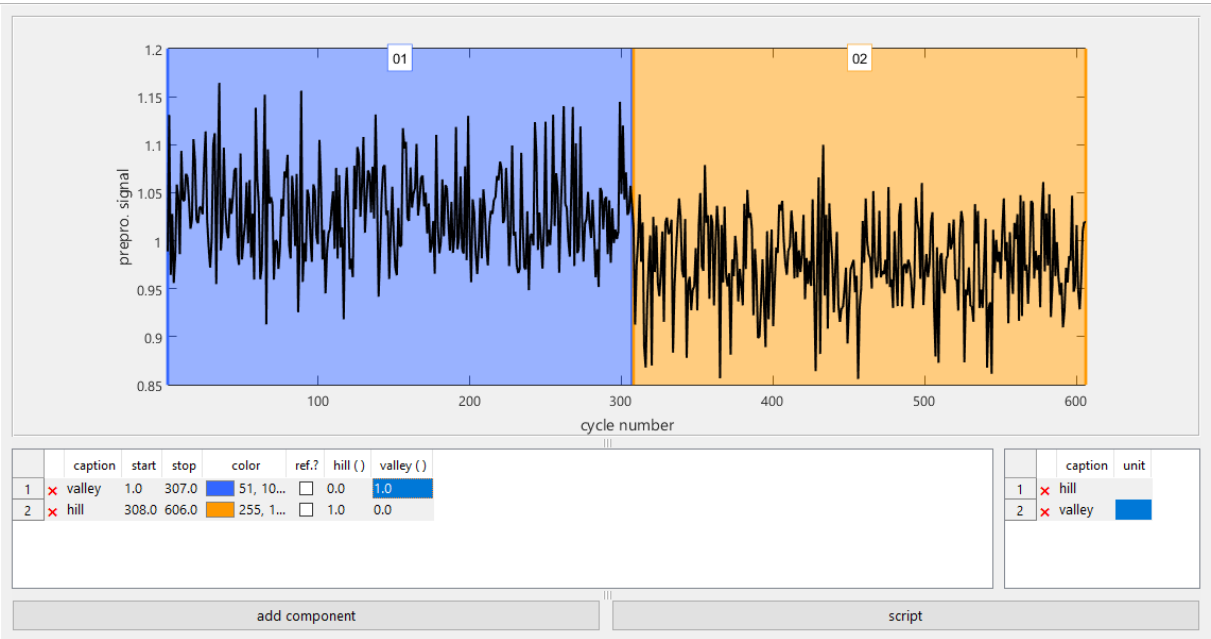 01
02
1.2
1.15
1.1
1.05
1
0.95
0.9
0.85
prepro. signal
100 200 300 400 500 600
cycle number
caption start stop color ref.? hill ( ) valley ( )
1 valley 1.0 307.0 51, 10... 0.0 1.0
2 hill 308.0 606.0 255, 1... 1.0 0.0
caption unit
1 hill
2 valley
add component
script